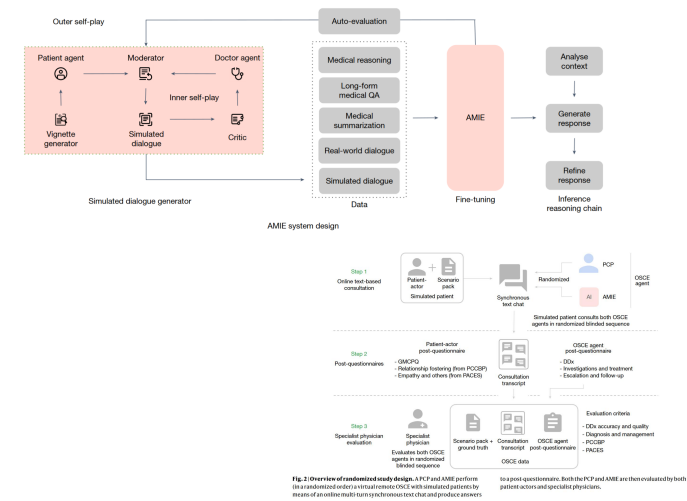 Outer self-play
Auto-evaluation
Patient agent
Moderator
Doctor agent
Inner self-play
Vignette
generator
Simulated
dialogue
Critic
Simulated dialogue generator
Medical reasoning
Long-form
medical QA
Medical
summarization
Real-world dialogue
Simulated dialogue
Data
AMIE
Fine-tuning
Analyse
context
Generate
response
Refine
response
Inference
reasoning chain
AMIE system design
Step 1
Online text-based
consultation
Patient-
actor
Scenario
pack
Simulated patient
Synchronous
text chat
Randomized
PCP
AI
AMIE
OSCE
agent
Simulated patient consults both OSCE
agents in randomized blinded sequence
Step 2
Post-questionnaires
Patient-actor
post-questionnaire
- GMCPQ
- Relationship fostering (from PCCBP)
- Empathy and others (from PACES)
Consultation
transcript
OSCE agent
post-questionnaire
- DDx
- Investigations and treatment
- Escalation and follow-up
Step 3
Specialist physician
evaluation
Specialist
physician
Evaluates both OSCE
agents in randomized
blinded sequence
Scenario pack +
ground truth
Consultation
transcript
OSCE agent
post-questionnaire
OSCE data
Evaluation criteria
- DDx accuracy and quality
- Diagnosis and management
- PCCBP
- PACES
Fig. 2 | Overview of randomized study design. A PCP and AMIE perform
(in a randomized order) a virtual remote OSCE with simulated patients by
means of an online multi-turn synchronous text chat and produce answers
to a post-questionnaire. Both the PCP and AMIE are then evaluated by both
patient-actors and specialist physicians.